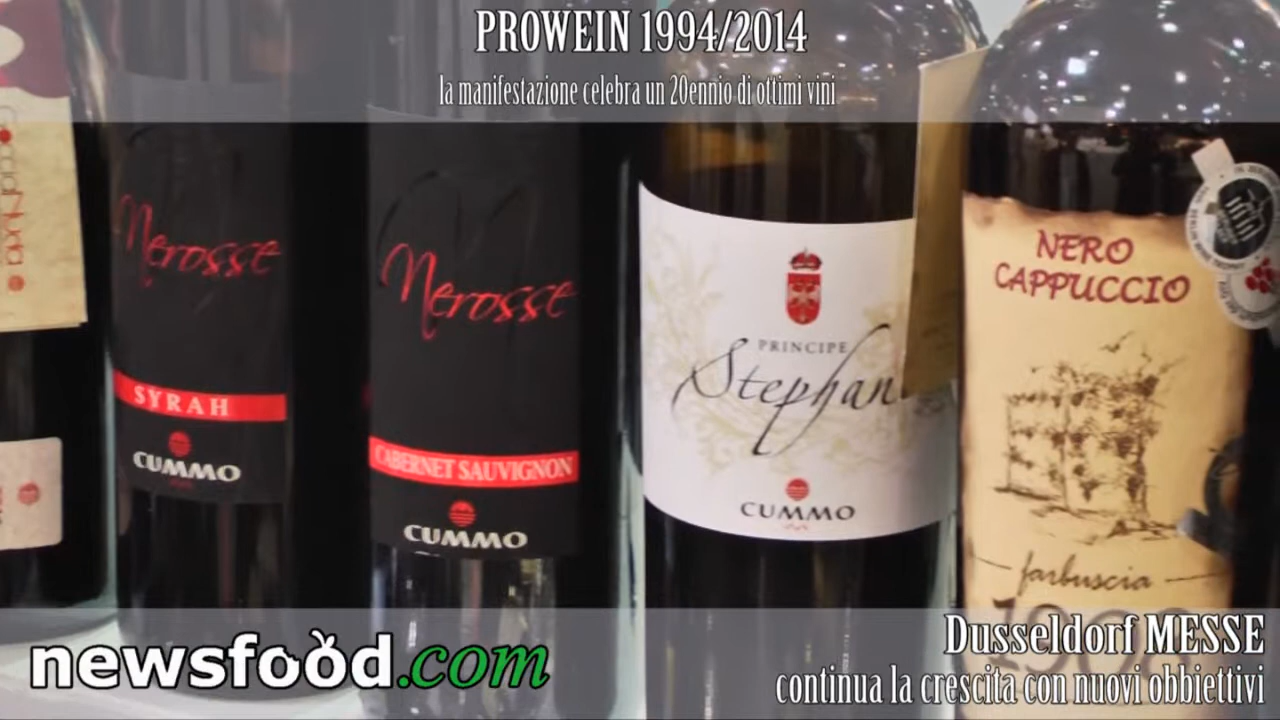 PROWEIN 1994/2014
la manifestazione celebra un 20ennio di ottimi vini
Nerosse
SYRAH
CUMMO
Nerosse
CABERNET SAUVIGNON
CUMMO
PRINCIPE
Stephan
CUMMO
NERO
CAPPUCCIO
farbuscia
newsfood.com
Dusseldorf MESSE
continua la crescita con nuovi obbiettivi